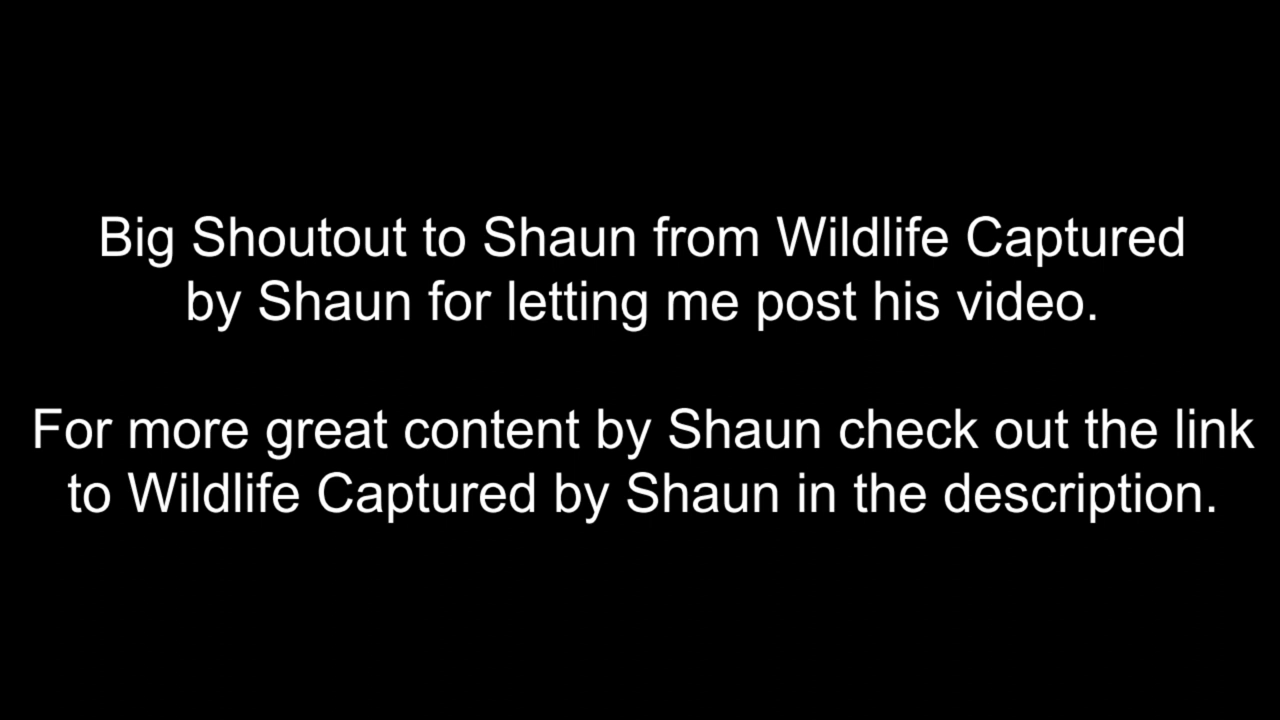 Big Shoutout to Shaun from Wildlife Captured
by Shaun for letting me post his video.
For more great content by Shaun check out the link
to Wildlife Captured by Shaun in the description.